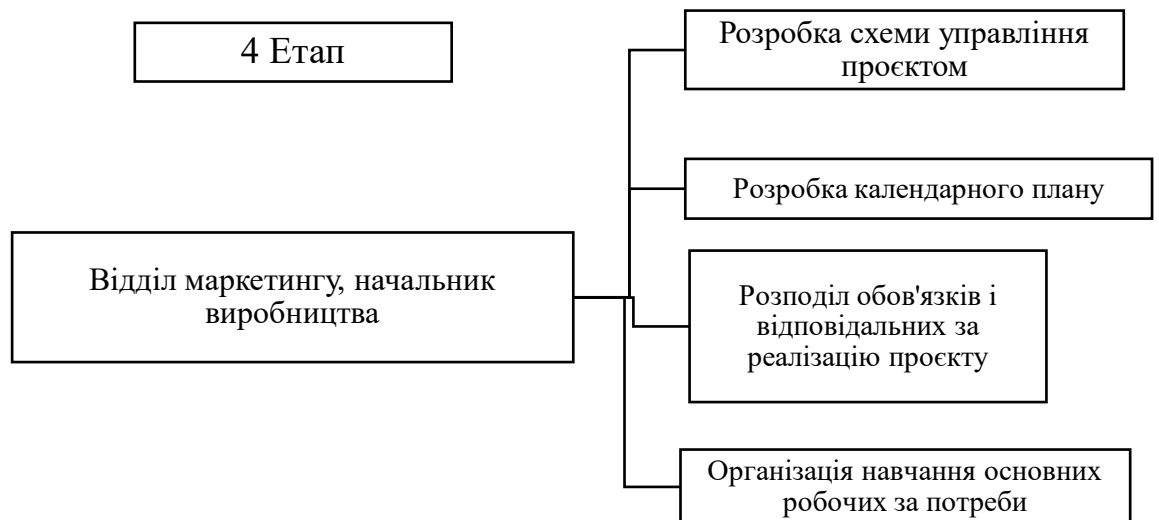 4 Етап
Розробка схеми управління
проєктом
Розробка календарного плану
Відділ маркетингу, начальник
виробництва
Розподіл обов'язків і
відповідальних за
реалізацію проєкту
Організація навчання основних
робочих за потреби